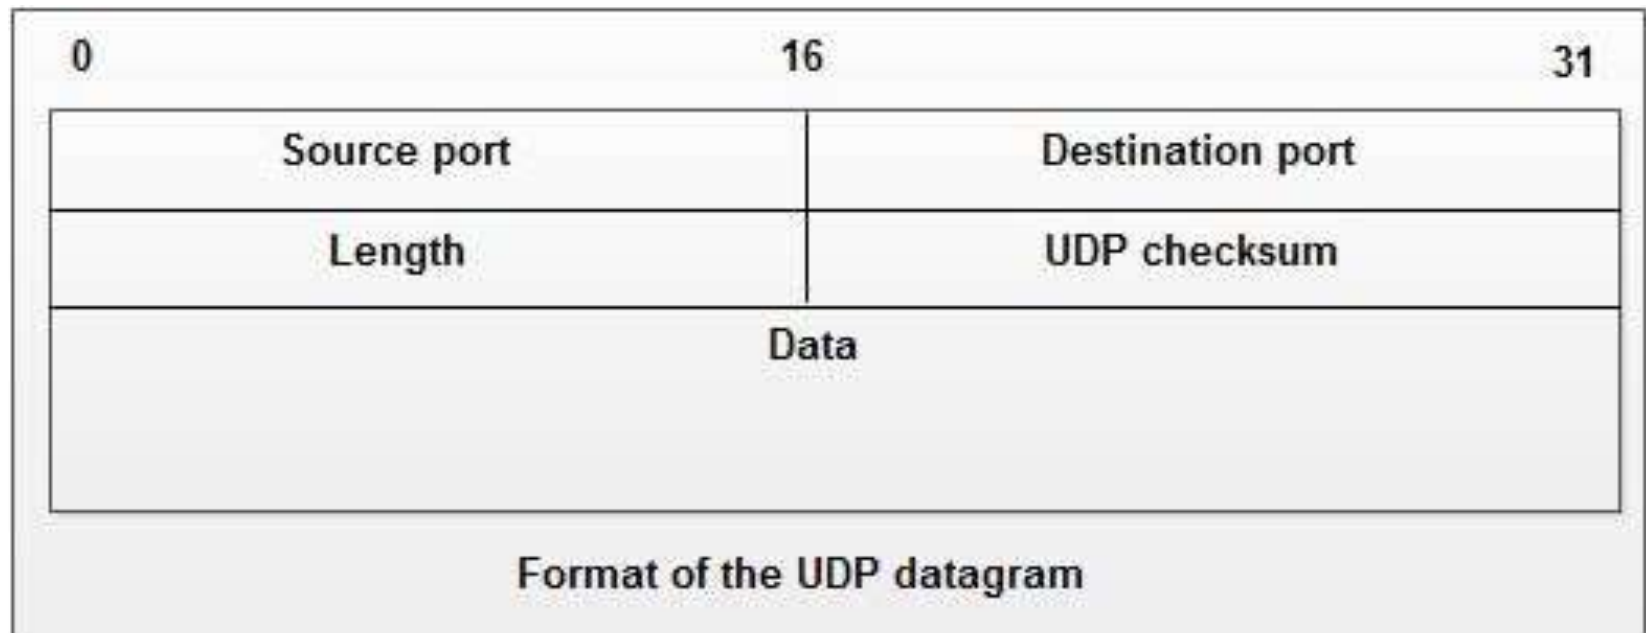 0 16 31
Source port Destination port
Length UDP checksum
Data
Format of the UDP datagram